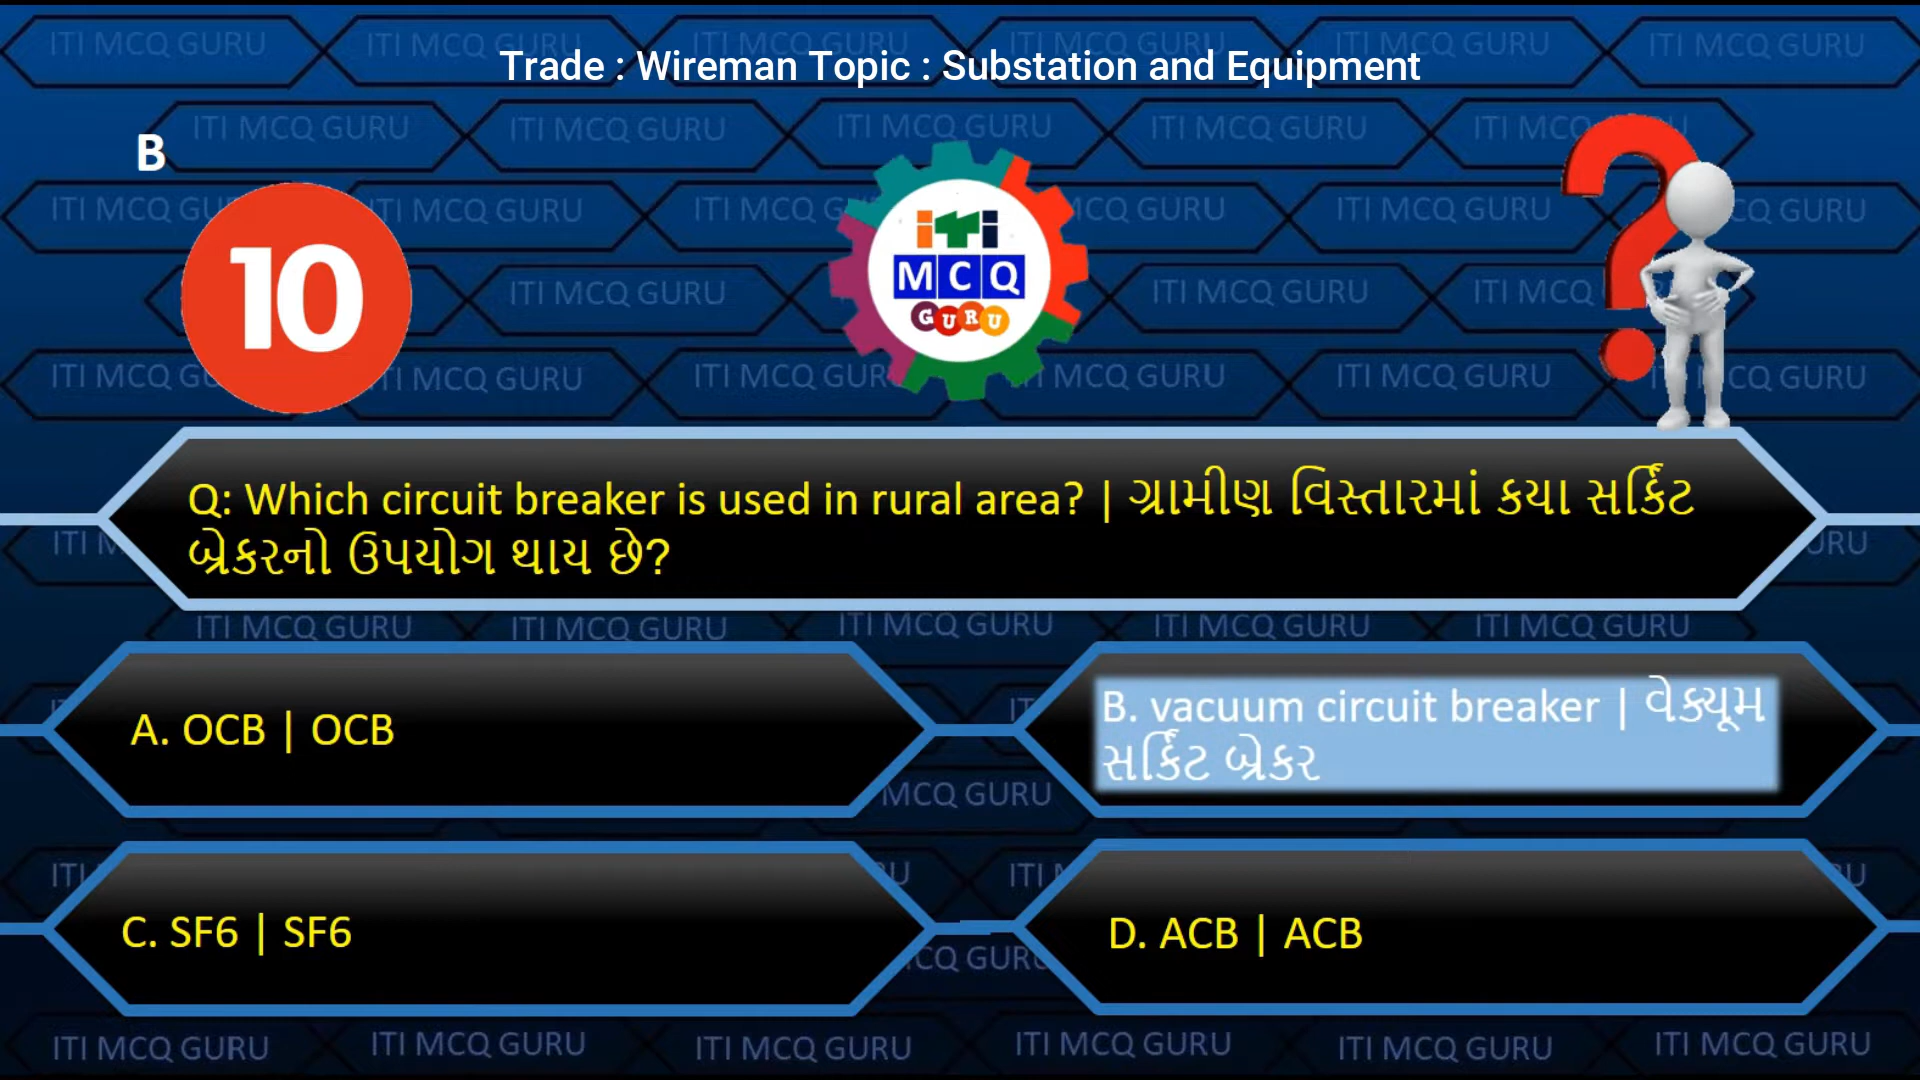 Trade : Wireman Topic : Substation and Equipment
B
10
iTi
MCQ
GURU
Q: Which circuit breaker is used in rural area? | ગ્રામીણ વિસ્તારમાં કયા સર્કિટ
બ્રેકરનો ઉપયોગ થાય છે?
A. OCB | OCB
B. vacuum circuit breaker | વેક્યૂમ
સર્કિટ બ્રેકર
C. SF6 | SF6
D. ACB | ACB
ITI MCQ GURU